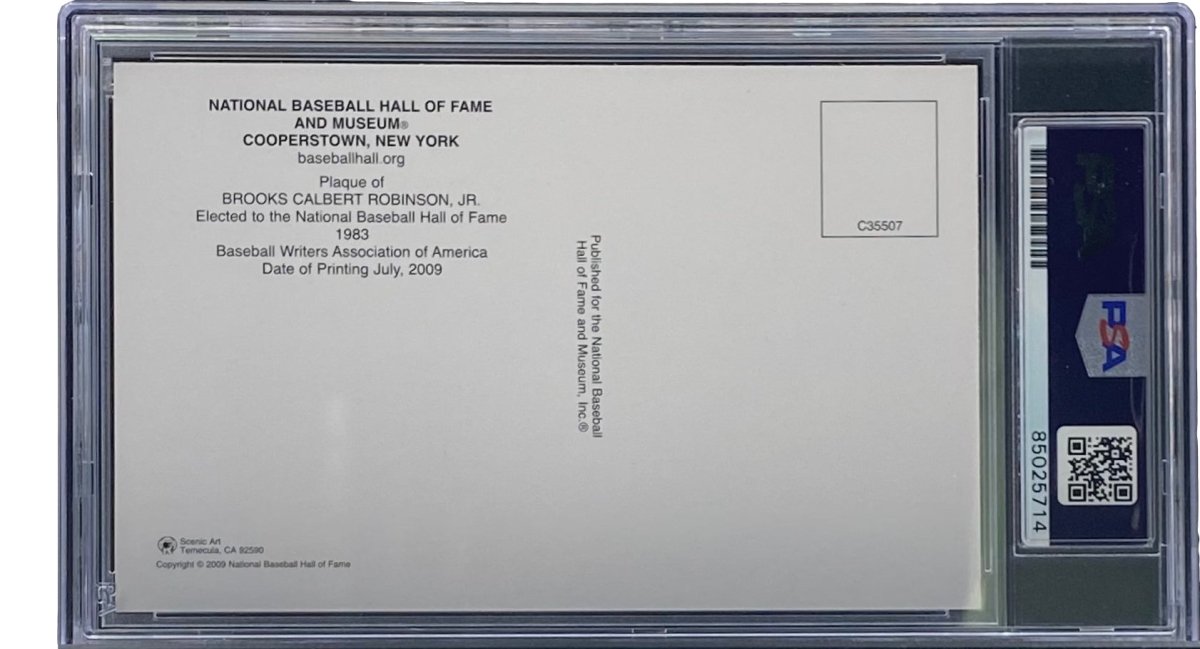 NATIONAL BASEBALL HALL OF FAME
AND MUSEUM®
COOPERSTOWN, NEW YORK
baseballhall.org
Plaque of
BROOKS CALBERT ROBINSON, JR.
Elected to the National Baseball Hall of Fame
1983
Baseball Writers Association of America
Date of Printing July, 2009
Published for the National Baseball
Hall of Fame and Museum, Inc.®
C35507
Scenic Art
Temecula, CA 92590
Copyright © 2009 National Baseball Hall of Fame
PSA
PSA
85025714